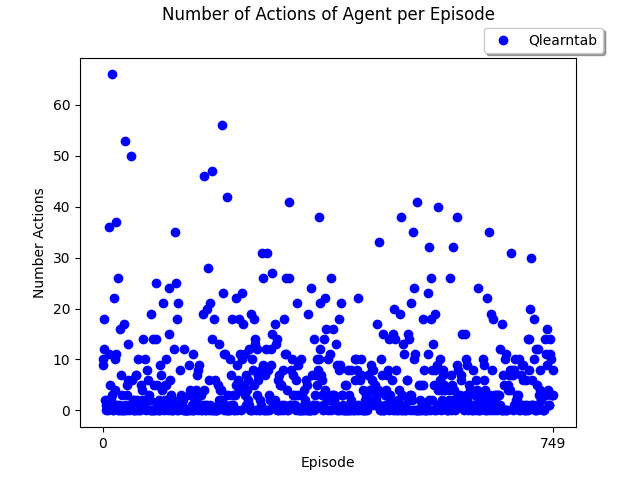 Number of Actions of Agent per Episode
Qlearntab
Number Actions
60
50
40
30
20
10
0
0
749
Episode